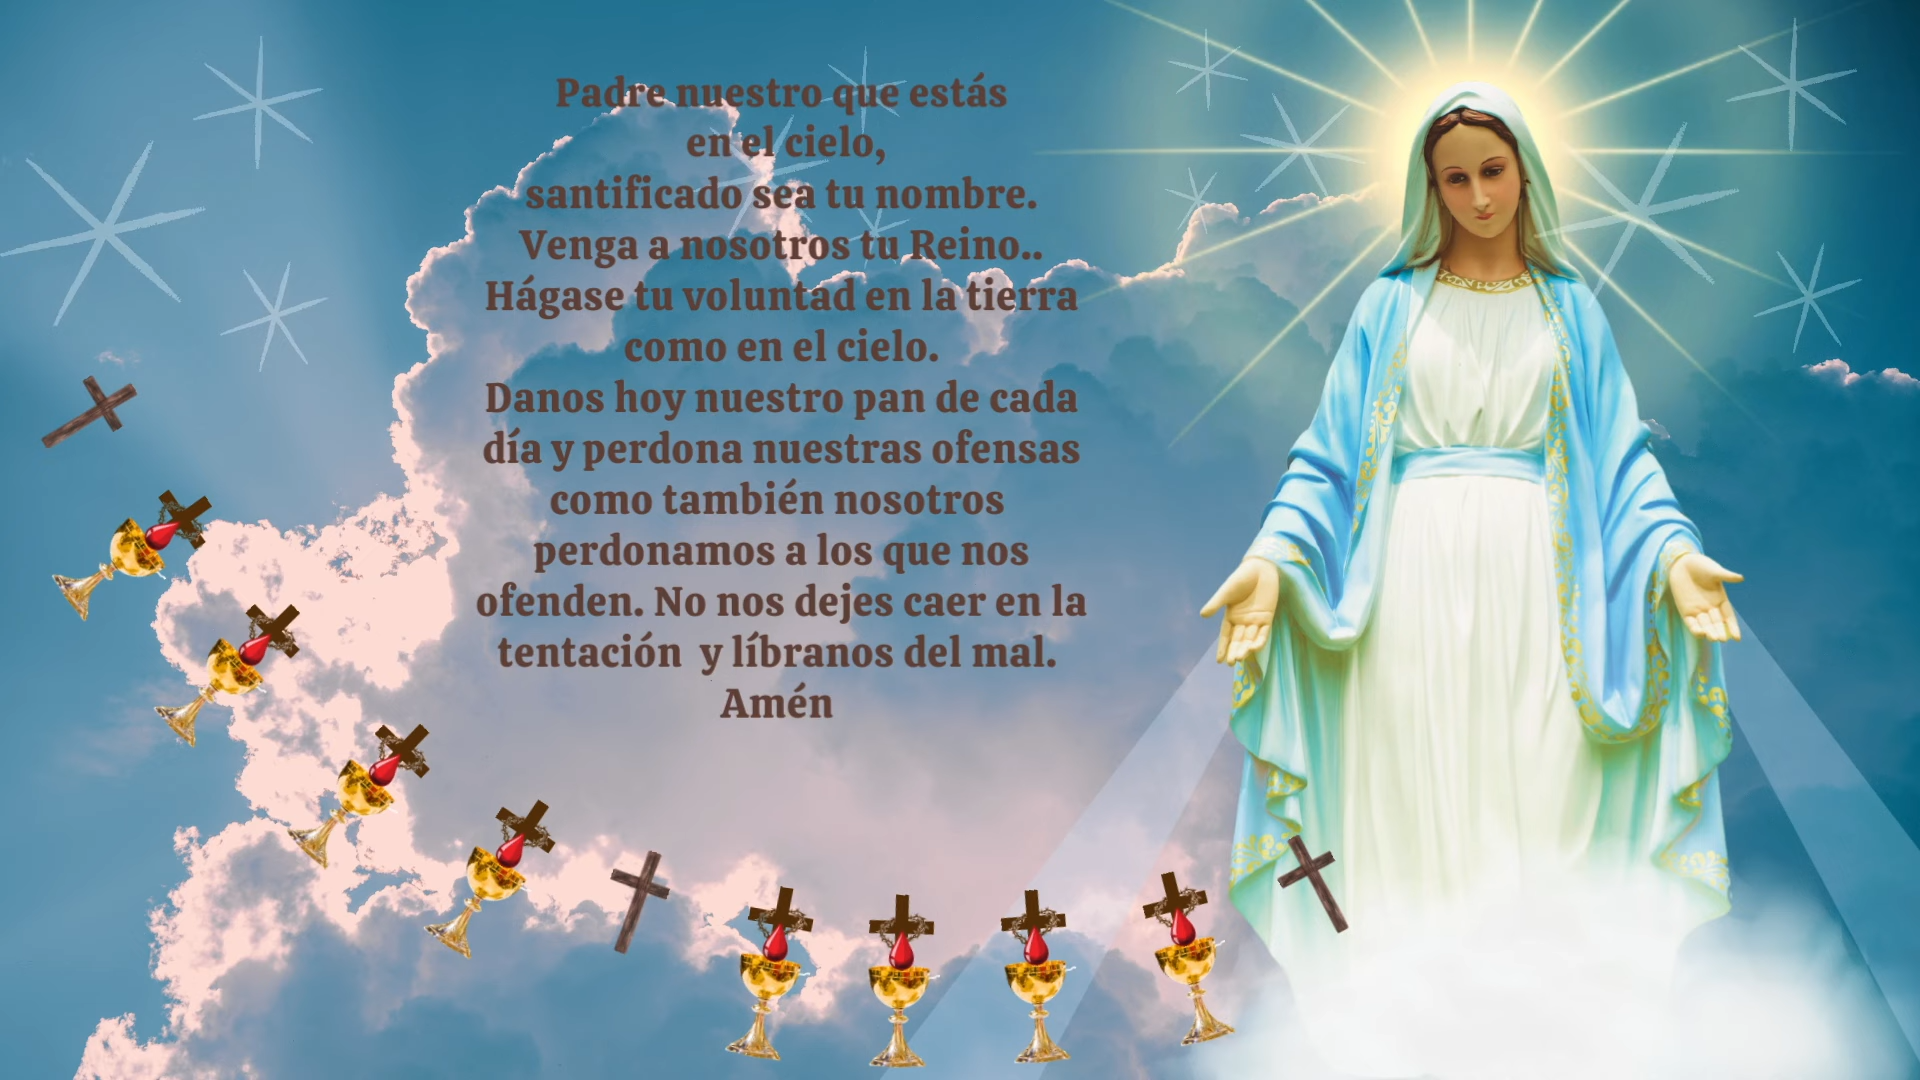 Padre nuestro que estás
en el cielo,
santificado sea tu nombre.
Venga a nosotros tu Reino..
Hágase tu voluntad en la tierra
como en el cielo.
Danos hoy nuestro pan de cada
día y perdona nuestras ofensas
como también nosotros
perdonamos a los que nos
ofenden. No nos dejes caer en la
tentación  y líbranos del mal.
Amén